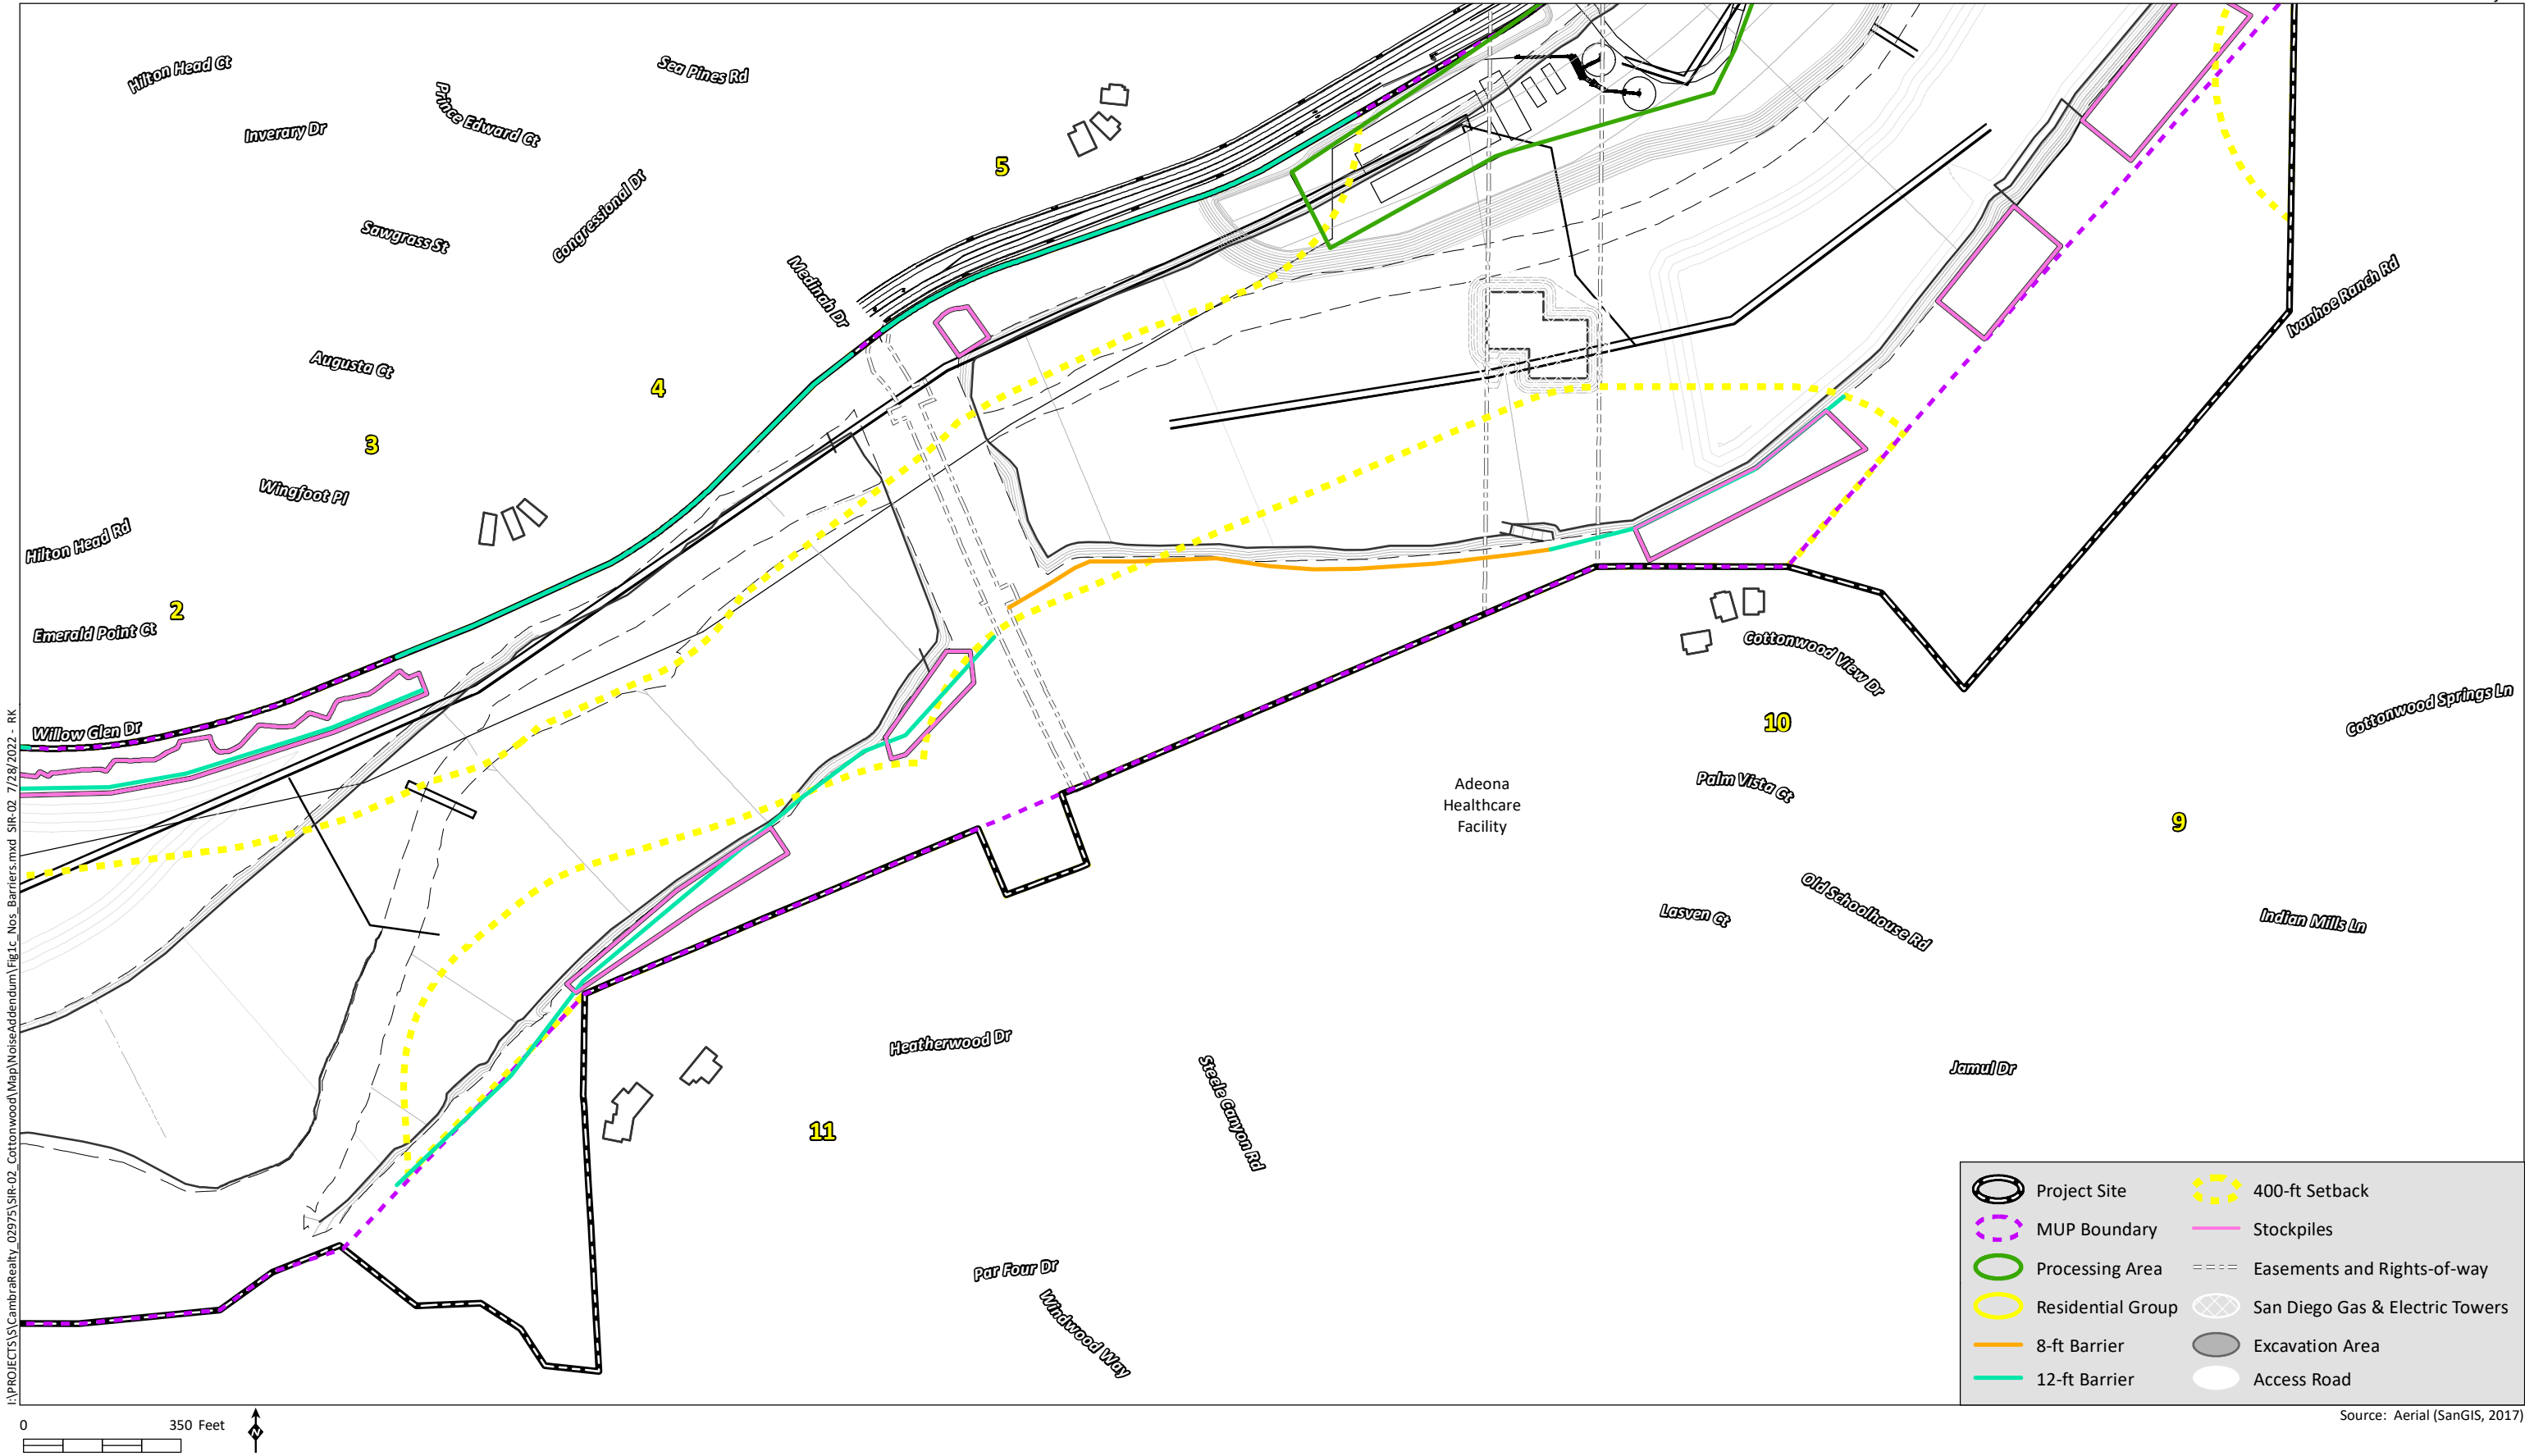 Hilton Head Ct
Sea Pines Rd
Prince Edward Ct
Inverary Dr
5
Congressional Dr
Sawgrass St
Medinah Dr
Ivanhoe Ranch Rd
Augusta Ct
4
3
Wingfoot Pl
Hilton Head Rd
2
Emerald Point Ct
Cottonwood View Dr
Willow Glen Dr
10
Cottonwood Springs Ln
Adeona
Healthcare
Facility
Palm Vista Ct
9
Old Schoolhouse Rd
Lasven Ct
Indian Mills Ln
Heatherwood Dr
Steele Canyon Rd
Jamul Dr
11
Par Four Dr
Windwood Way
Project Site
MUP Boundary
Processing Area
Residential Group
8-ft Barrier
12-ft Barrier
400-ft Setback
Stockpiles
Easements and Rights-of-way
San Diego Gas & Electric Towers
Excavation Area
Access Road
I:\PROJECTS\S\CambraRealty_02975\SIR-02_Cottonwood\Map\NoiseAddendum\Fig1c_Nos_Barriers.mxd SIR-02 7/28/2022 - RK
0 350 Feet
N
Source: Aerial (SanGIS, 2017)